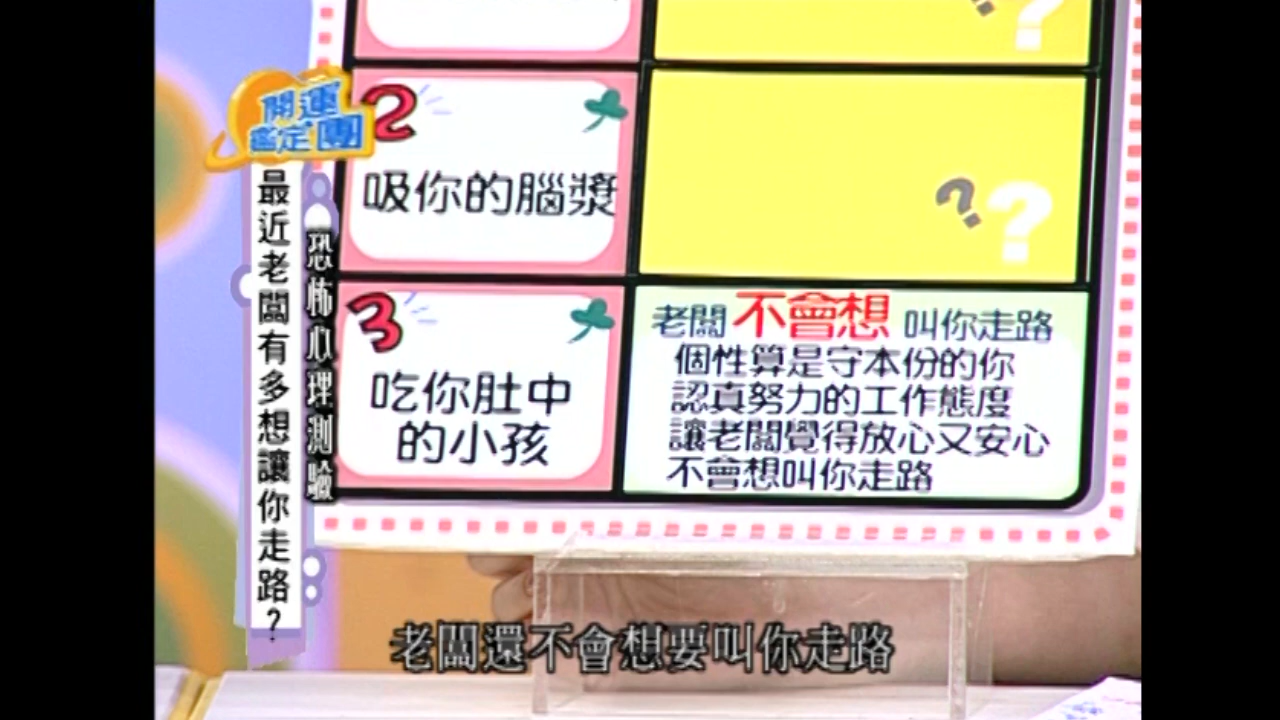 開運
鑑定團
最近老闆有多想讓你走路？
恐怖心理測驗
?
?
2
吸你的腦漿
?
?
3
吃你肚中
的小孩
老闆不會想叫你走路
個性算是守本份的你
認真努力的工作態度
讓老闆覺得放心又安心
不會想叫你走路
老闆還不會想要叫你走路